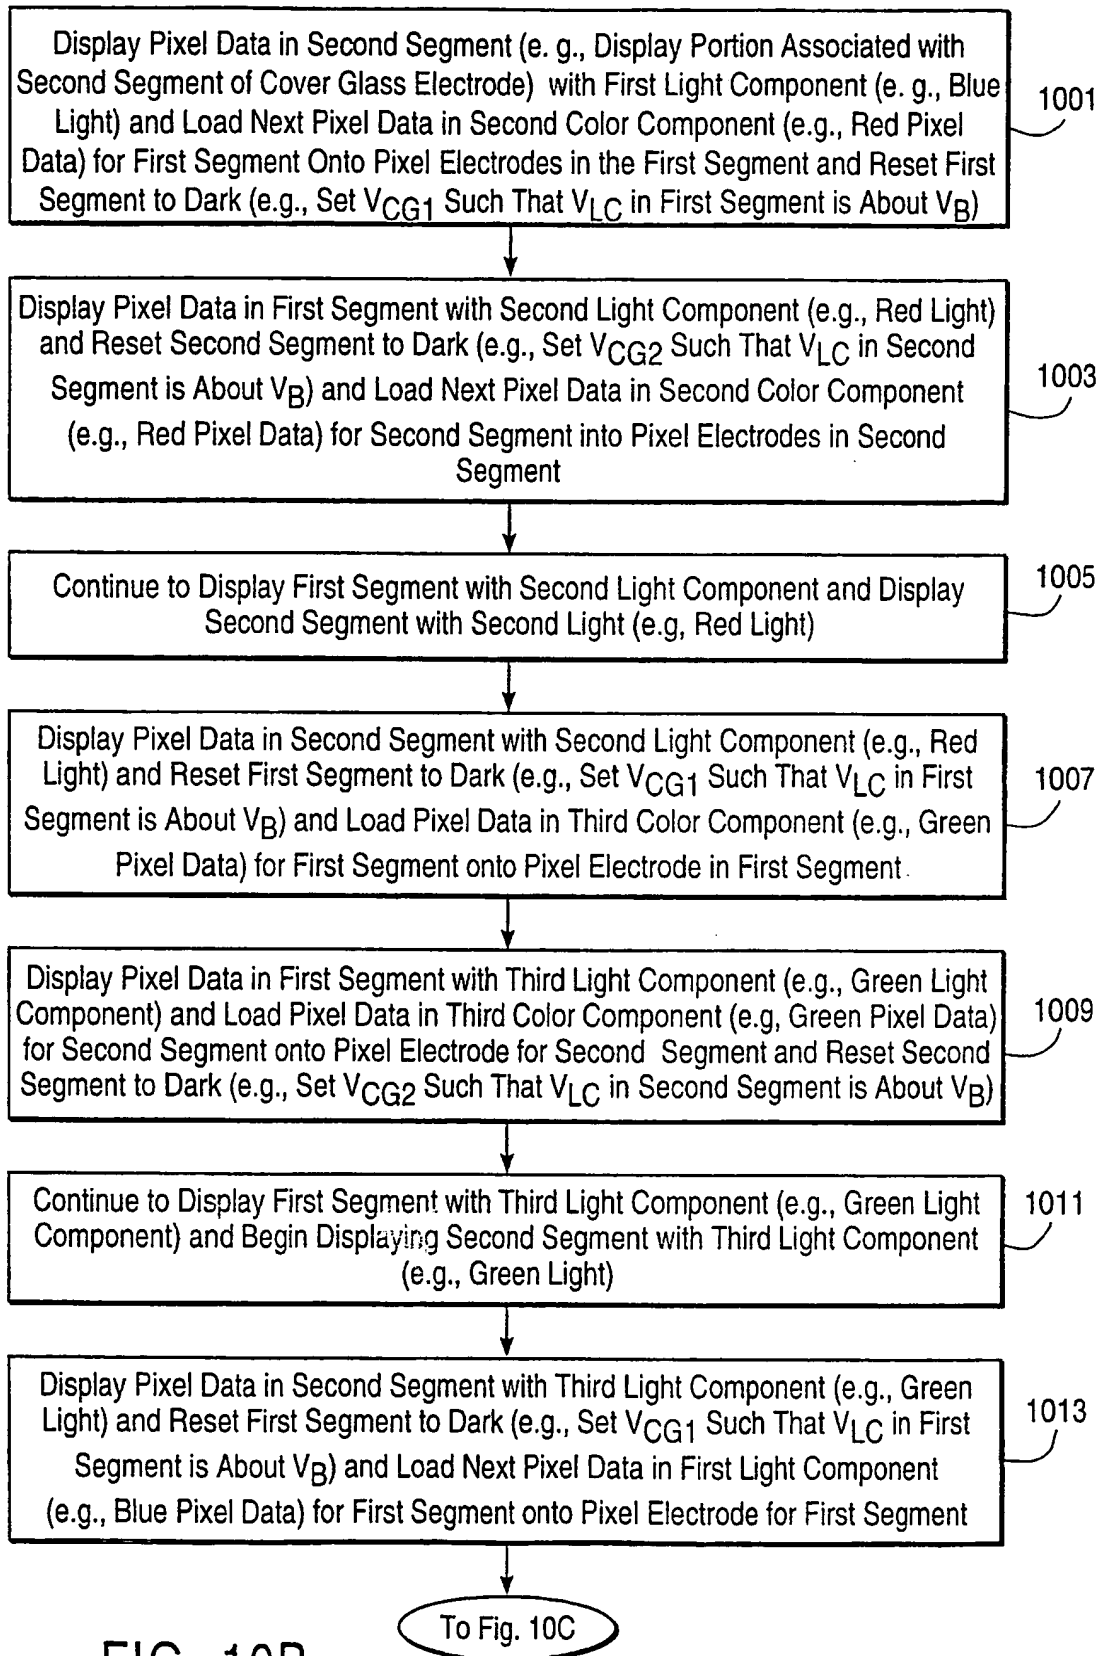 Display Pixel Data in Second Segment (e. g., Display Portion Associated with
Second Segment of Cover Glass Electrode) with First Light Component (e. g., Blue
Light) and Load Next Pixel Data in Second Color Component (e.g., Red Pixel
Data) for First Segment Onto Pixel Electrodes in the First Segment and Reset First
Segment to Dark (e.g., Set VCG1 Such That VLC in First Segment is About VB)
1001
Display Pixel Data in First Segment with Second Light Component (e.g., Red Light)
and Reset Second Segment to Dark (e.g., Set VCG2 Such That VLC in Second
Segment is About VB) and Load Next Pixel Data in Second Color Component
(e.g., Red Pixel Data) for Second Segment into Pixel Electrodes in Second
Segment
1003
Continue to Display First Segment with Second Light Component and Display
Second Segment with Second Light (e.g, Red Light)
1005
Display Pixel Data in Second Segment with Second Light Component (e.g., Red
Light) and Reset First Segment to Dark (e.g., Set VCG1 Such That VLC in First
Segment is About VB) and Load Pixel Data in Third Color Component (e.g., Green
Pixel Data) for First Segment onto Pixel Electrode in First Segment
1007
Display Pixel Data in First Segment with Third Light Component (e.g., Green Light
Component) and Load Pixel Data in Third Color Component (e.g, Green Pixel Data)
for Second Segment onto Pixel Electrode for Second Segment and Reset Second
Segment to Dark (e.g., Set VCG2 Such That VLC in Second Segment is About VB)
1009
Continue to Display First Segment with Third Light Component (e.g., Green Light
Component) and Begin Displaying Second Segment with Third Light Component
(e.g., Green Light)
1011
Display Pixel Data in Second Segment with Third Light Component (e.g., Green
Light) and Reset First Segment to Dark (e.g., Set VCG1 Such That VLC in First
Segment is About VB) and Load Next Pixel Data in First Light Component
(e.g., Blue Pixel Data) for First Segment onto Pixel Electrode for First Segment
1013
To Fig. 10C
FIG. 10B